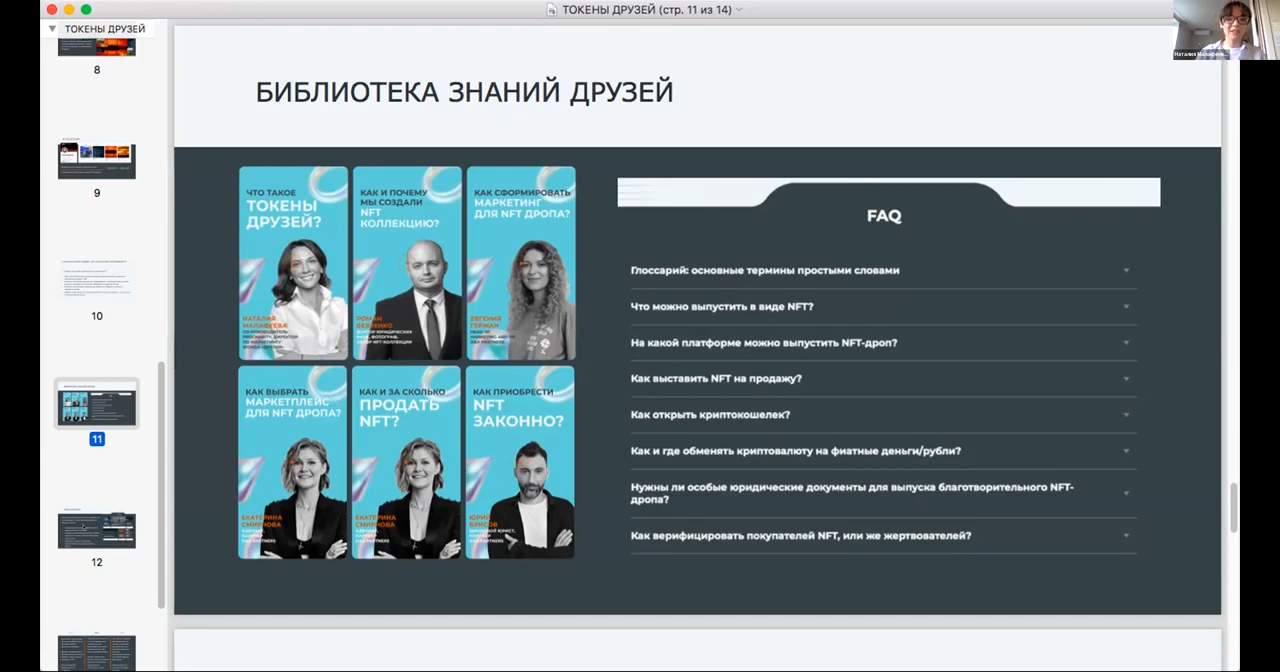 ТОКЕНЫ ДРУЗЕЙ (стр. 11 из 14)
ТОКЕНЫ ДРУЗЕЙ
8
9
10
11
12
БИБЛИОТЕКА ЗНАНИЙ ДРУЗЕЙ
ЧТО ТАКОЕ
ТОКЕНЫ
ДРУЗЕЙ?
НАТАЛИЯ
МАЛАФЕЕВА
КАК И ПОЧЕМУ
МЫ СОЗДАЛИ
NFT
КОЛЛЕКЦИЮ?
РОМАН
КАК СФОРМИРОВАТЬ
МАРКЕТИНГ
ДЛЯ NFT ДРОПА?
ЕВГЕНИЯ
ГЕРМАН
КАК ВЫБРАТЬ
МАРКЕТПЛЕЙС
ДЛЯ NFT ДРОПА?
ЕКАТЕРИНА
СМИРНОВА
КАК И ЗА СКОЛЬКО
ПРОДАТЬ
NFT?
ЕКАТЕРИНА
СМИРНОВА
КАК ПРИОБРЕСТИ
NFT
ЗАКОННО?
ЮРИЙ
FAQ
Глоссарий: основные термины простыми словами
Что можно выпустить в виде NFT?
На какой платформе можно выпустить NFT-дроп?
Как выставить NFT на продажу?
Как открыть криптокошелек?
Как и где обменять криптовалюту на фиатные деньги/рубли?
Нужны ли особые юридические документы для выпуска благотворительного NFT-
дропа?
Как верифицировать покупателей NFT, или же жертвователей?